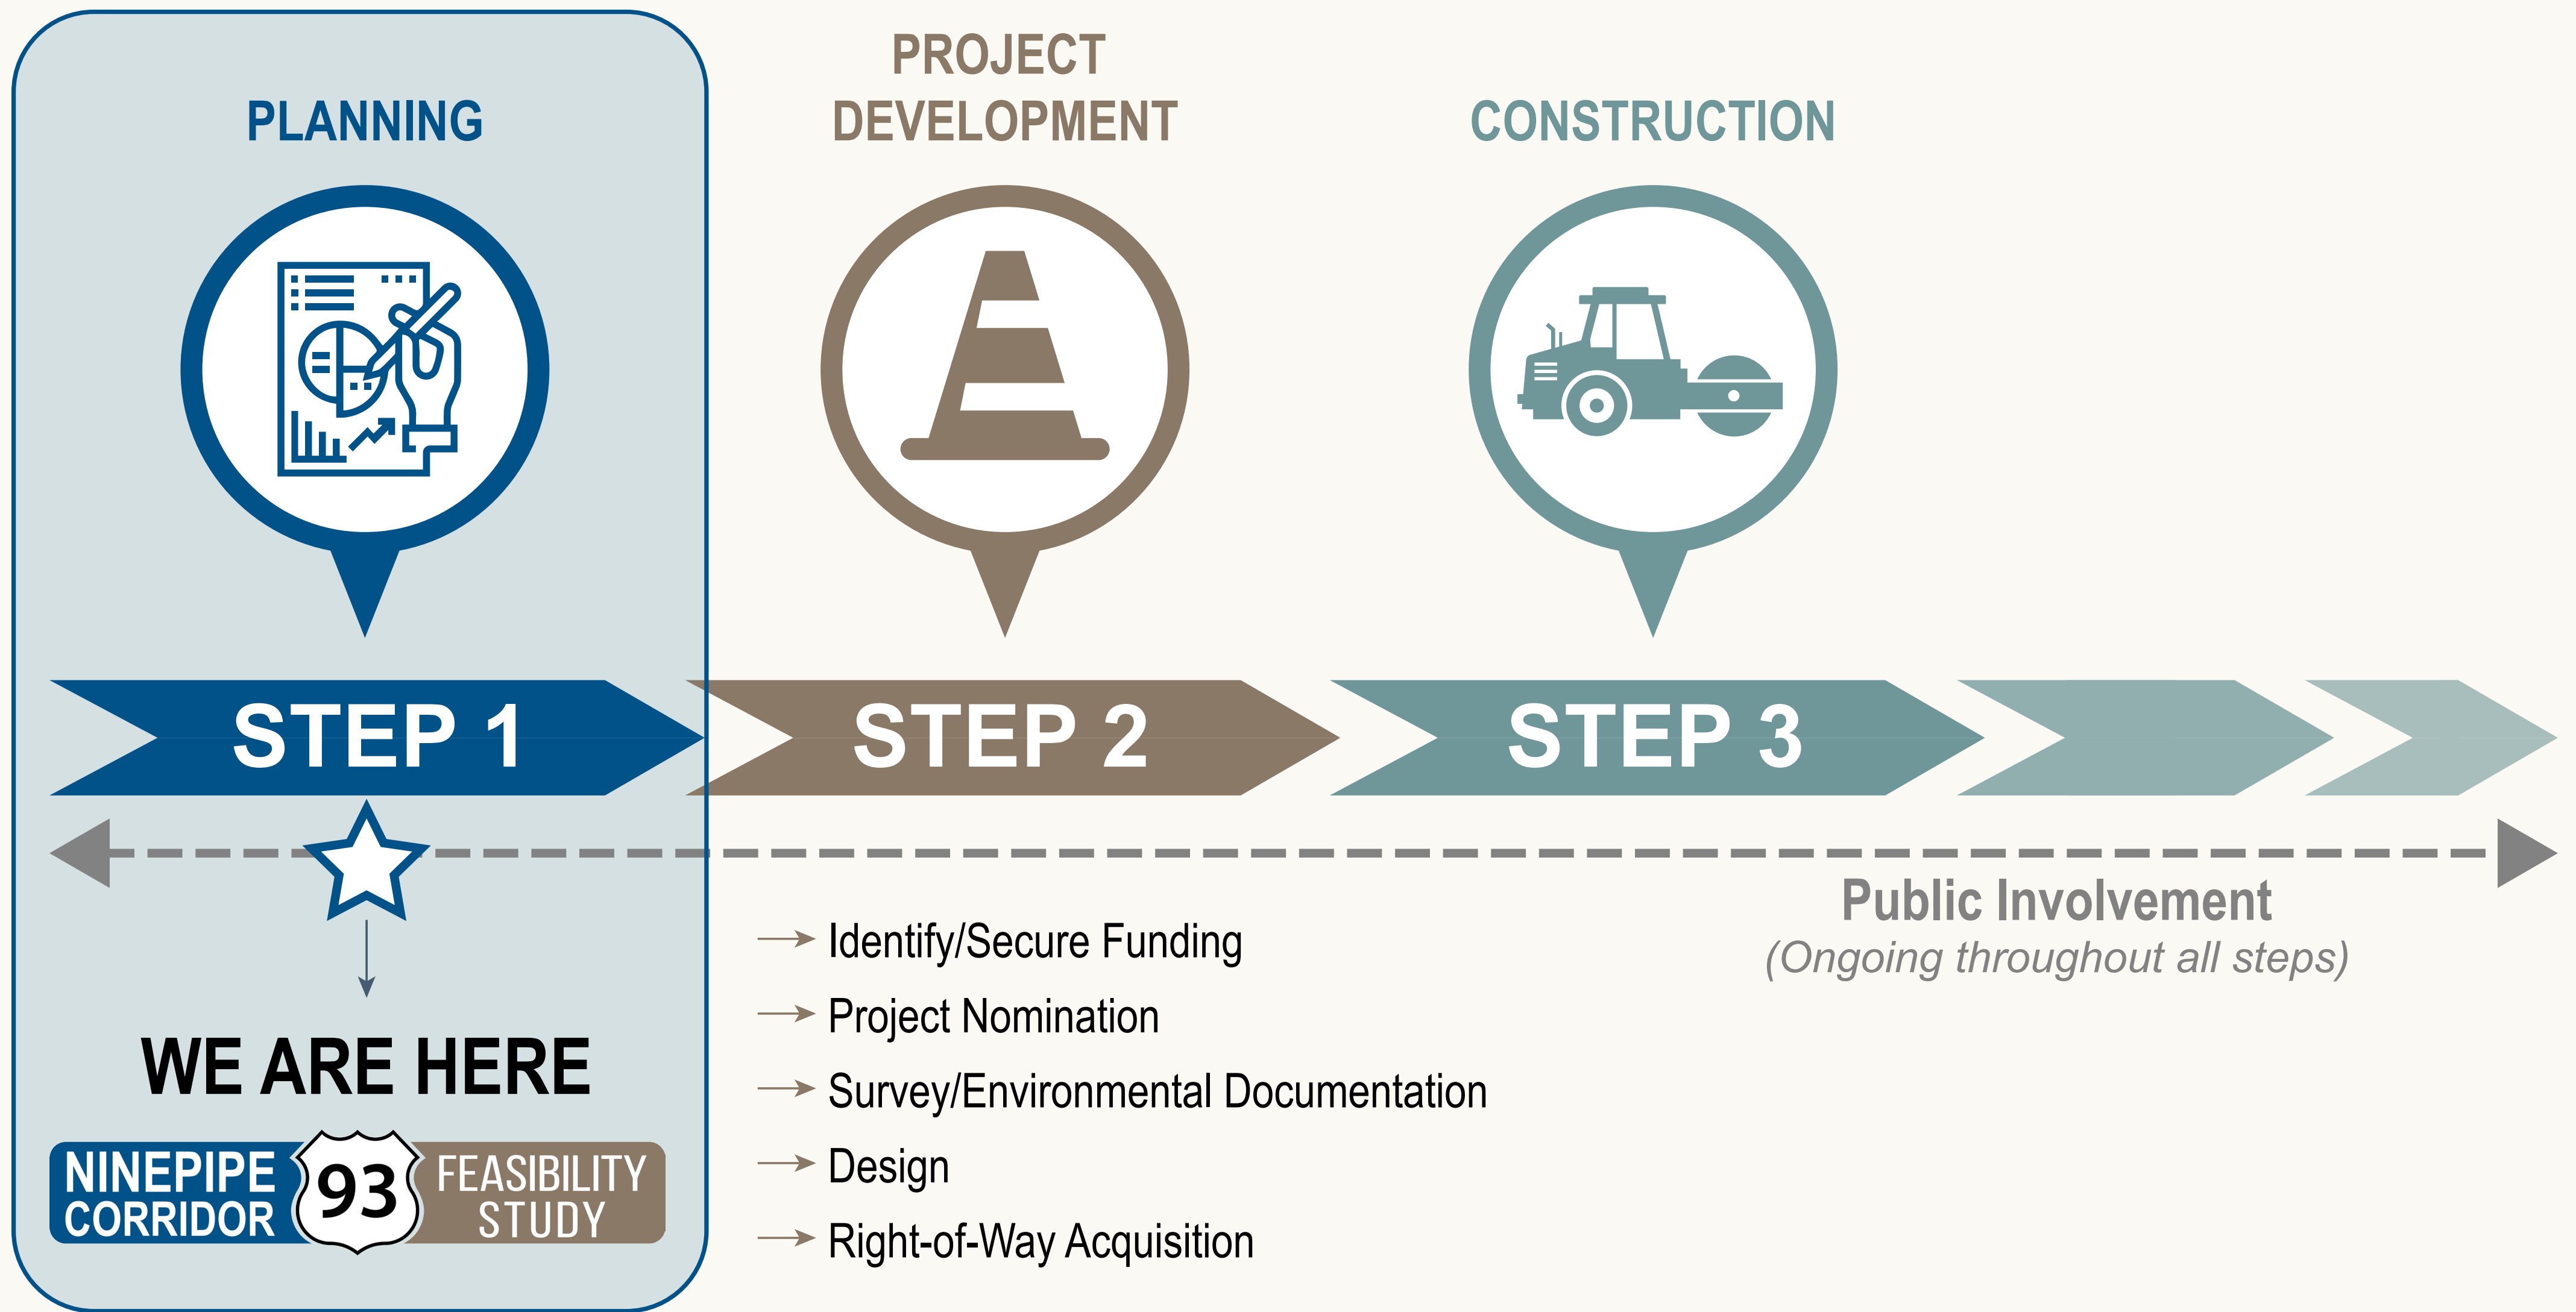 PLANNING
PROJECT
DEVELOPMENT
CONSTRUCTION
STEP 1
STEP 2
STEP 3
Public Involvement
(Ongoing throughout all steps)
WE ARE HERE
NINEPIPE
CORRIDOR
93
FEASIBILITY
STUDY
Identify/Secure Funding
Project Nomination
Survey/Environmental Documentation
Design
Right-of-Way Acquisition